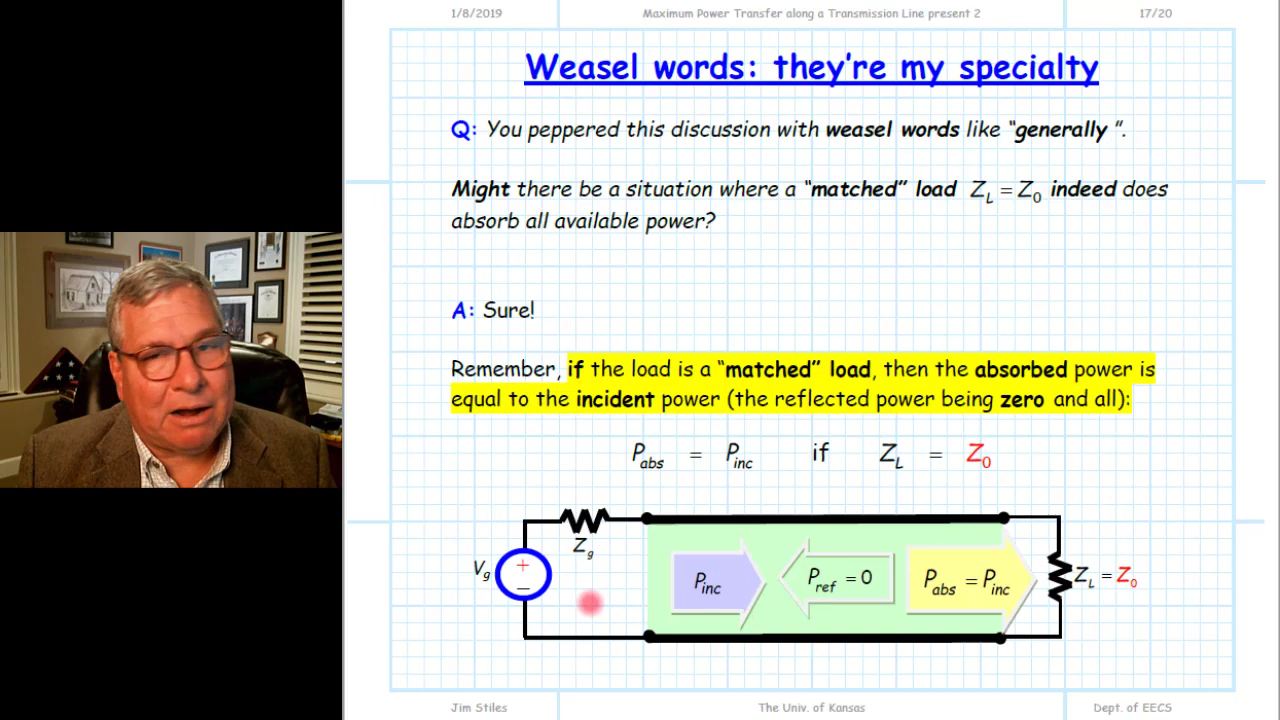 1/8/2019 Maximum Power Transfer along a Transmission Line present 2 17/20
Weasel words: they're my specialty
Q: You peppered this discussion with weasel words like "generally ".
Might there be a situation where a "matched" load Z_L = Z_0 indeed does
absorb all available power?
A: Sure!
Remember, if the load is a "matched" load, then the absorbed power is
equal to the incident power (the reflected power being zero and all):
P_abs = P_inc if Z_L = Z_0
Z_g
V_g + −
P_inc P_ref = 0 P_abs = P_inc Z_L = Z_0
Jim Stiles The Univ. of Kansas Dept. of EECS